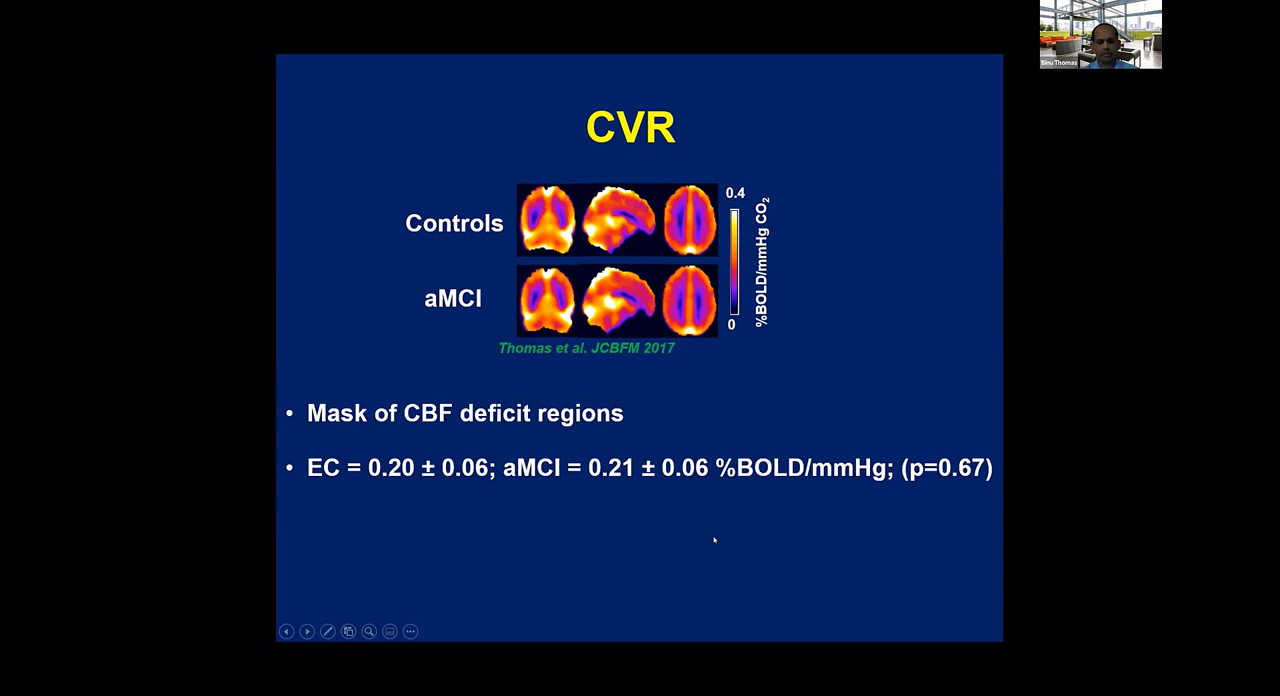 Binu Thomas
CVR
Controls
aMCI
0.4
0
%BOLD/mmHg CO₂
Thomas et al. JCBFM 2017
• Mask of CBF deficit regions
• EC = 0.20 ± 0.06; aMCI = 0.21 ± 0.06 %BOLD/mmHg; (p=0.67)